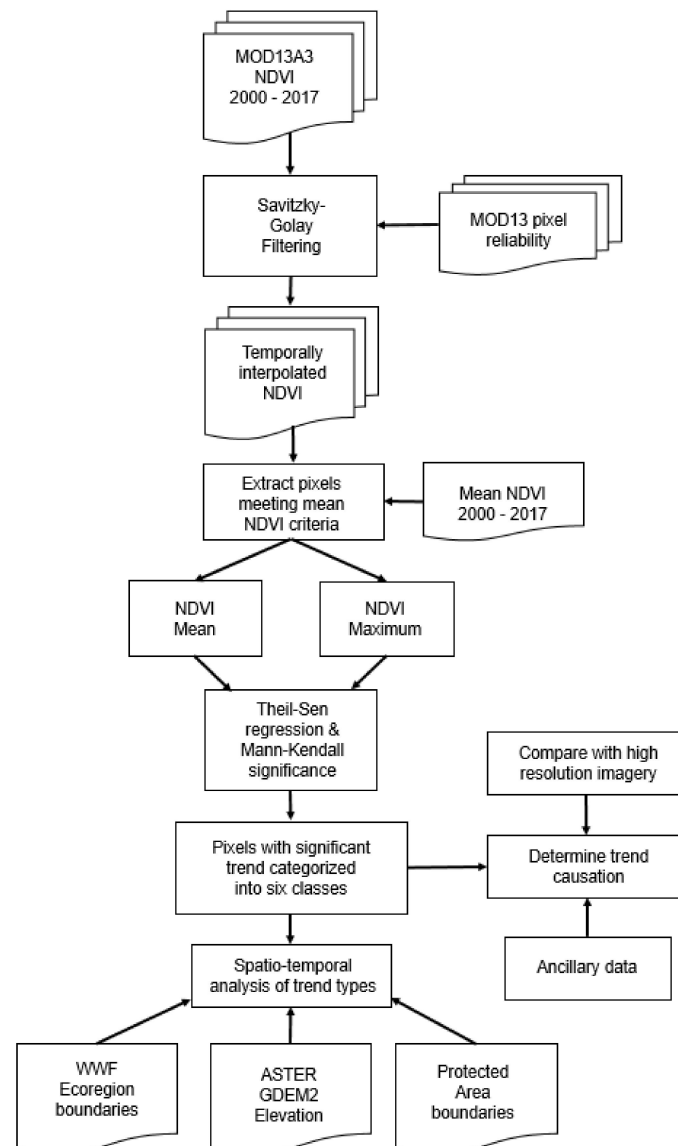 MOD13A3
NDVI
2000 - 2017
Savitzky-
Golay
Filtering
MOD13 pixel
reliability
Temporally
interpolated
NDVI
Extract pixels
meeting mean
NDVI criteria
Mean NDVI
2000 - 2017
NDVI
Mean
NDVI
Maximum
Theil-Sen
regression &
Mann-Kendall
significance
Compare with high
resolution imagery
Pixels with significant
trend categorized
into six classes
Determine trend
causation
Spatio-temporal
analysis of trend types
Ancillary data
WWF
Ecoregion
boundaries
ASTER
GDEM2
Elevation
Protected
Area
boundaries